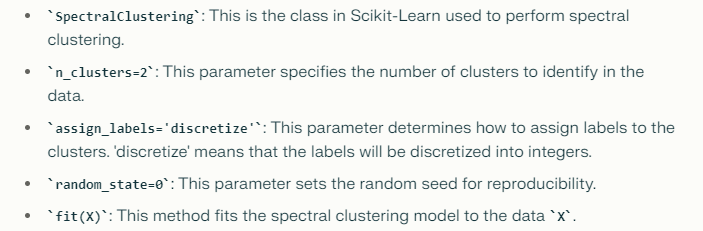 • `SpectralClustering`: This is the class in Scikit-Learn used to perform spectral
clustering.
• `n_clusters=2`: This parameter specifies the number of clusters to identify in the
data.
• `assign_labels='discretize'`: This parameter determines how to assign labels to the
clusters. 'discretize' means that the labels will be discretized into integers.
• `random_state=0`: This parameter sets the random seed for reproducibility.
• `fit(X)`: This method fits the spectral clustering model to the data `X`.